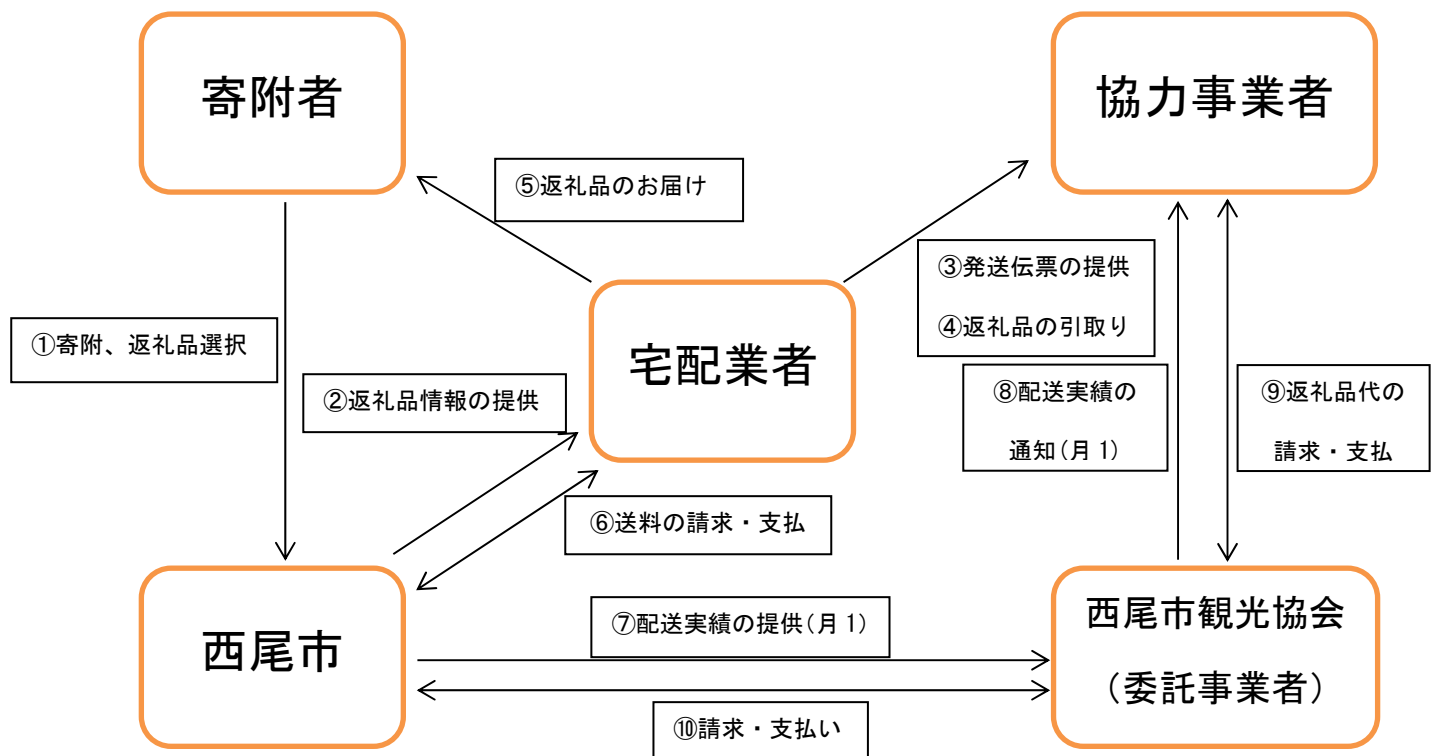 寄附者
協力事業者
⑤返礼品のお届け
③発送伝票の提供
④返礼品の引取り
①寄附、返礼品選択
宅配業者
②返礼品情報の提供
⑧配送実績の
通知(月1)
⑨返礼品代の
請求・支払
⑥送料の請求・支払
西尾市
⑦配送実績の提供(月1)
西尾市観光協会
(委託事業者)
⑩請求・支払い